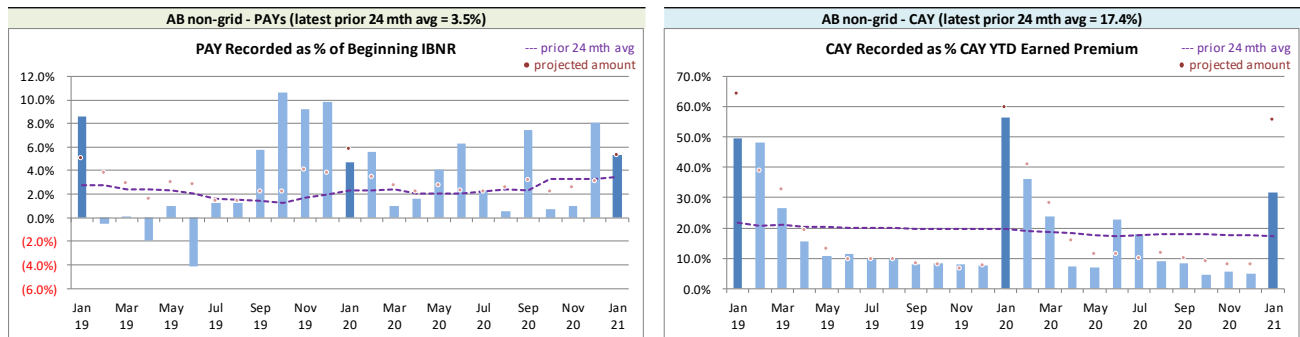 AB non-grid - PAYs (latest prior 24 mth avg = 3.5%)
PAY Recorded as % of Beginning IBNR
--- prior 24 mth avg
• projected amount
12.0%
10.0%
8.0%
6.0%
4.0%
2.0%
0.0%
(2.0%)
(4.0%)
(6.0%)
Jan Mar May Jul Sep Nov Jan Mar May Jul Sep Nov Jan
19 19 19 19 19 19 20 20 20 20 20 20 21
AB non-grid - CAY (latest prior 24 mth avg = 17.4%)
CAY Recorded as % CAY YTD Earned Premium
--- prior 24 mth avg
• projected amount
70.0%
60.0%
50.0%
40.0%
30.0%
20.0%
10.0%
0.0%
Jan Mar May Jul Sep Nov Jan Mar May Jul Sep Nov Jan
19 19 19 19 19 19 20 20 20 20 20 20 21